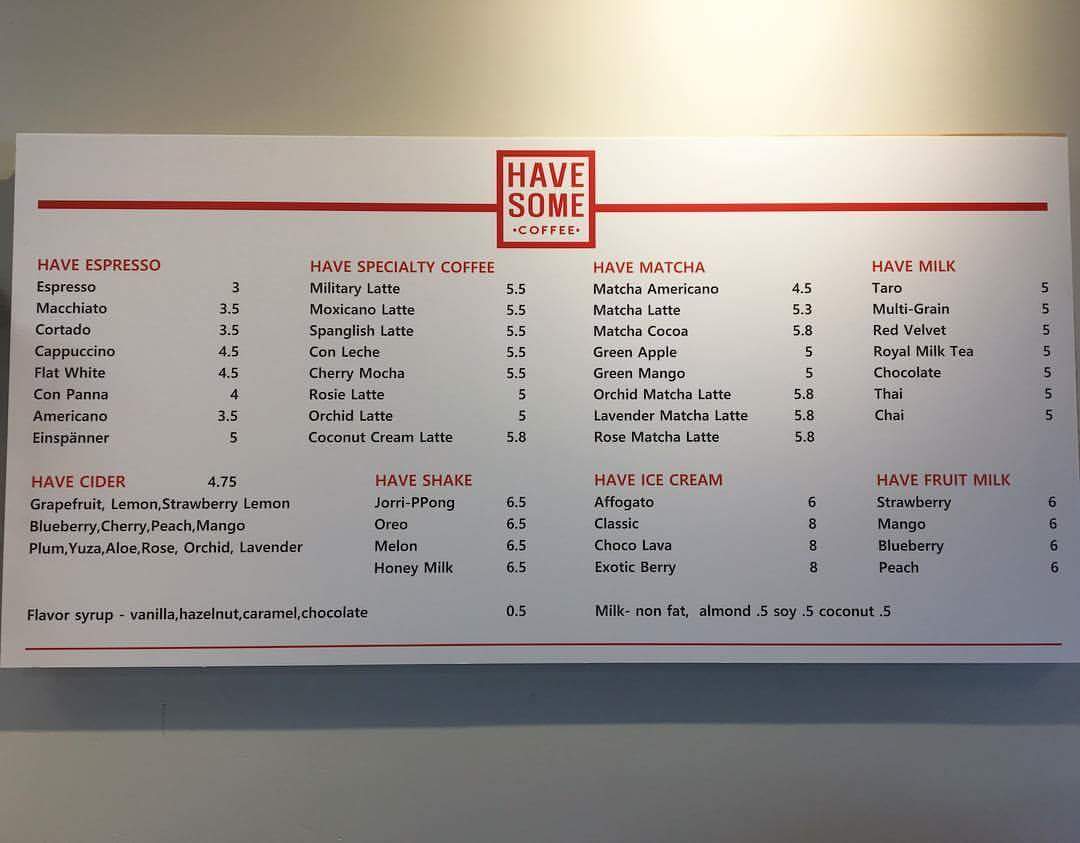 HAVE
SOME
·COFFEE·
HAVE ESPRESSO
Espresso 3
Macchiato 3.5
Cortado 3.5
Cappuccino 4.5
Flat White 4.5
Con Panna 4
Americano 3.5
Einspänner 5
HAVE SPECIALTY COFFEE
Military Latte 5.5
Moxicano Latte 5.5
Spanglish Latte 5.5
Con Leche 5.5
Cherry Mocha 5.5
Rosie Latte 5
Orchid Latte 5
Coconut Cream Latte 5.8
HAVE MATCHA
Matcha Americano 4.5
Matcha Latte 5.3
Matcha Cocoa 5.8
Green Apple 5
Green Mango 5
Orchid Matcha Latte 5.8
Lavender Matcha Latte 5.8
Rose Matcha Latte 5.8
HAVE MILK
Taro 5
Multi-Grain 5
Red Velvet 5
Royal Milk Tea 5
Chocolate 5
Thai 5
Chai 5
HAVE CIDER 4.75
Grapefruit, Lemon,Strawberry Lemon
Blueberry,Cherry,Peach,Mango
Plum,Yuza,Aloe,Rose, Orchid, Lavender
HAVE SHAKE
Jorri-PPong 6.5
Oreo 6.5
Melon 6.5
Honey Milk 6.5
HAVE ICE CREAM
Affogato 6
Classic 8
Choco Lava 8
Exotic Berry 8
HAVE FRUIT MILK
Strawberry 6
Mango 6
Blueberry 6
Peach 6
Flavor syrup - vanilla,hazelnut,caramel,chocolate 0.5
Milk- non fat, almond .5 soy .5 coconut .5